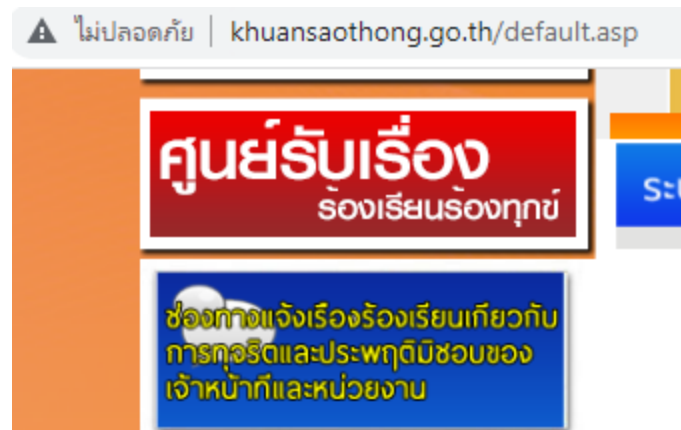 ไม่ปลอดภัย | khuansaothong.go.th/default.asp
ศูนย์รับเรื่อง
ร้องเรียนร้องทุกข์
ช่องทางแจ้งเรื่องร้องเรียนเกี่ยวกับ
การทุจริตและประพฤติมิชอบของ
เจ้าหน้าที่และหน่วยงาน